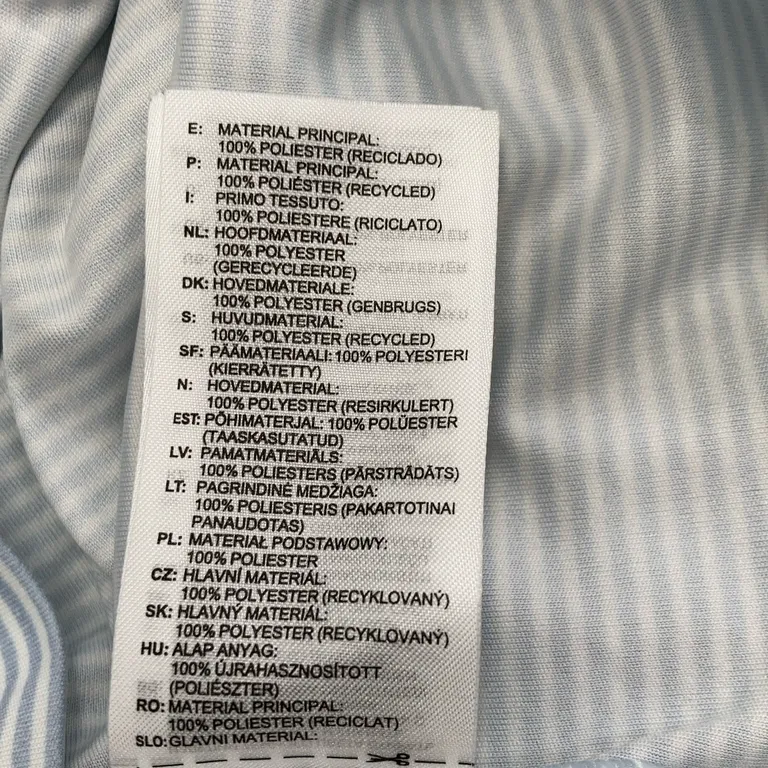 E: MATERIAL PRINCIPAL:
100% POLIESTER (RECICLADO)
P: MATERIAL PRINCIPAL:
100% POLIÉSTER (RECYCLED)
I: PRIMO TESSUTO:
100% POLIESTERE (RICICLATO)
NL: HOOFDMATERIAAL:
100% POLYESTER
(GERECYCLEERDE)
DK: HOVEDMATERIALE:
100% POLYESTER (GENBRUGS)
S: HUVUDMATERIAL:
100% POLYESTER (RECYCLED)
SF: PÄÄMATERIAALI: 100% POLYESTERI
(KIERRÄTETTY)
N: HOVEDMATERIAL:
100% POLYESTER (RESIRKULERT)
EST: PÕHIMATERJAL: 100% POLÜESTER
(TAASKASUTATUD)
LV: PAMATMATERIĀLS:
100% POLIESTERS (PĀRSTRĀDĀTS)
LT: PAGRINDINĖ MEDŽIAGA:
100% POLIESTERIS (PAKARTOTINAI
PANAUDOTAS)
PL: MATERIAŁ PODSTAWOWY:
100% POLIESTER
CZ: HLAVNÍ MATERIÁL:
100% POLYESTER (RECYKLOVANÝ)
SK: HLAVNÝ MATERIÁL:
100% POLYESTER (RECYKLOVANÝ)
HU: ALAP ANYAG:
100% ÚJRAHASZNOSÍTOTT
(POLIÉSZTER)
RO: MATERIAL PRINCIPAL:
100% POLIESTER (RECICLAT)
SLO: GLAVNI MATERIAL: